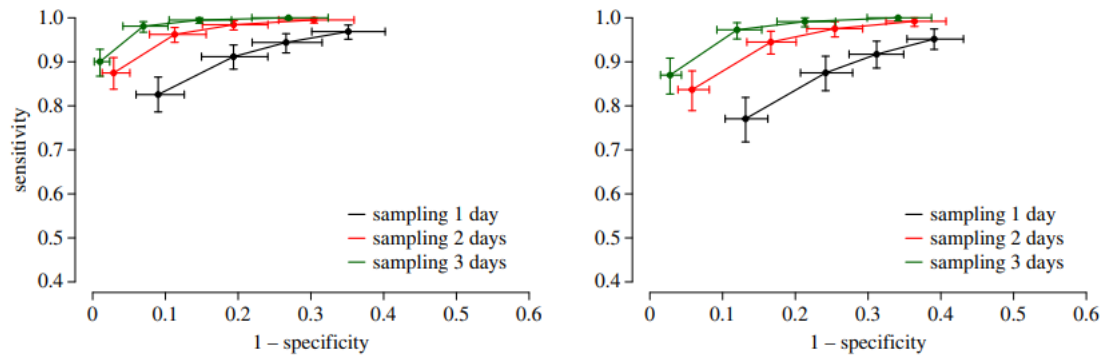 1.0
0.9
0.8
0.7
0.6
0.5
0.4
sensitivity
sampling 1 day
sampling 2 days
sampling 3 days
0 0.1 0.2 0.3 0.4 0.5 0.6
1 – specificity
1.0
0.9
0.8
0.7
0.6
0.5
0.4
sampling 1 day
sampling 2 days
sampling 3 days
0 0.1 0.2 0.3 0.4 0.5 0.6
1 – specificity